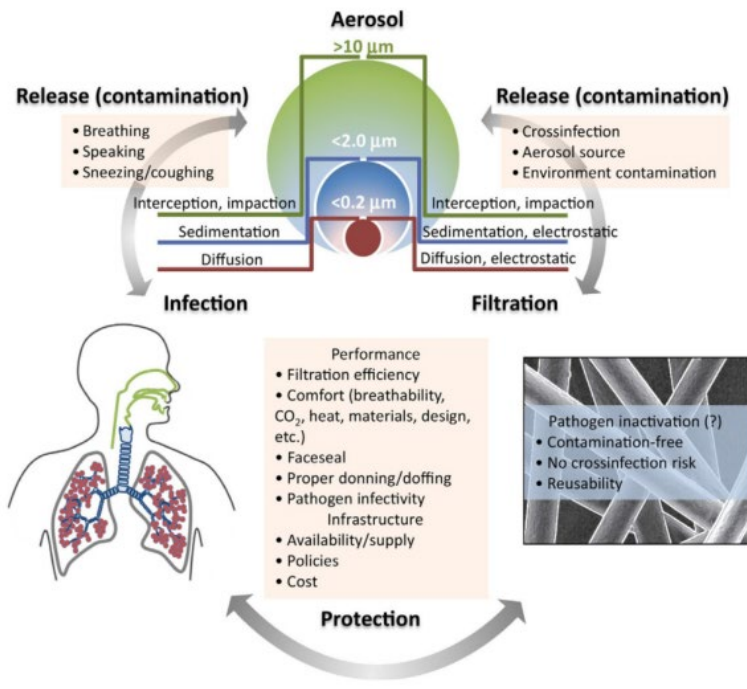 Aerosol
>10 μm
Release (contamination)
• Breathing
• Speaking
• Sneezing/coughing
Release (contamination)
• Crossinfection
• Aerosol source
• Environment contamination
<2.0 μm
<0.2 μm
Interception, impaction
Sedimentation
Diffusion
Interception, impaction
Sedimentation, electrostatic
Diffusion, electrostatic
Infection
Filtration
Performance
• Filtration efficiency
• Comfort (breathability,
CO₂, heat, materials, design,
etc.)
• Faceseal
• Proper donning/doffing
• Pathogen infectivity
Infrastructure
• Availability/supply
• Policies
• Cost
Pathogen inactivation (?)
• Contamination-free
• No crossinfection risk
• Reusability
Protection